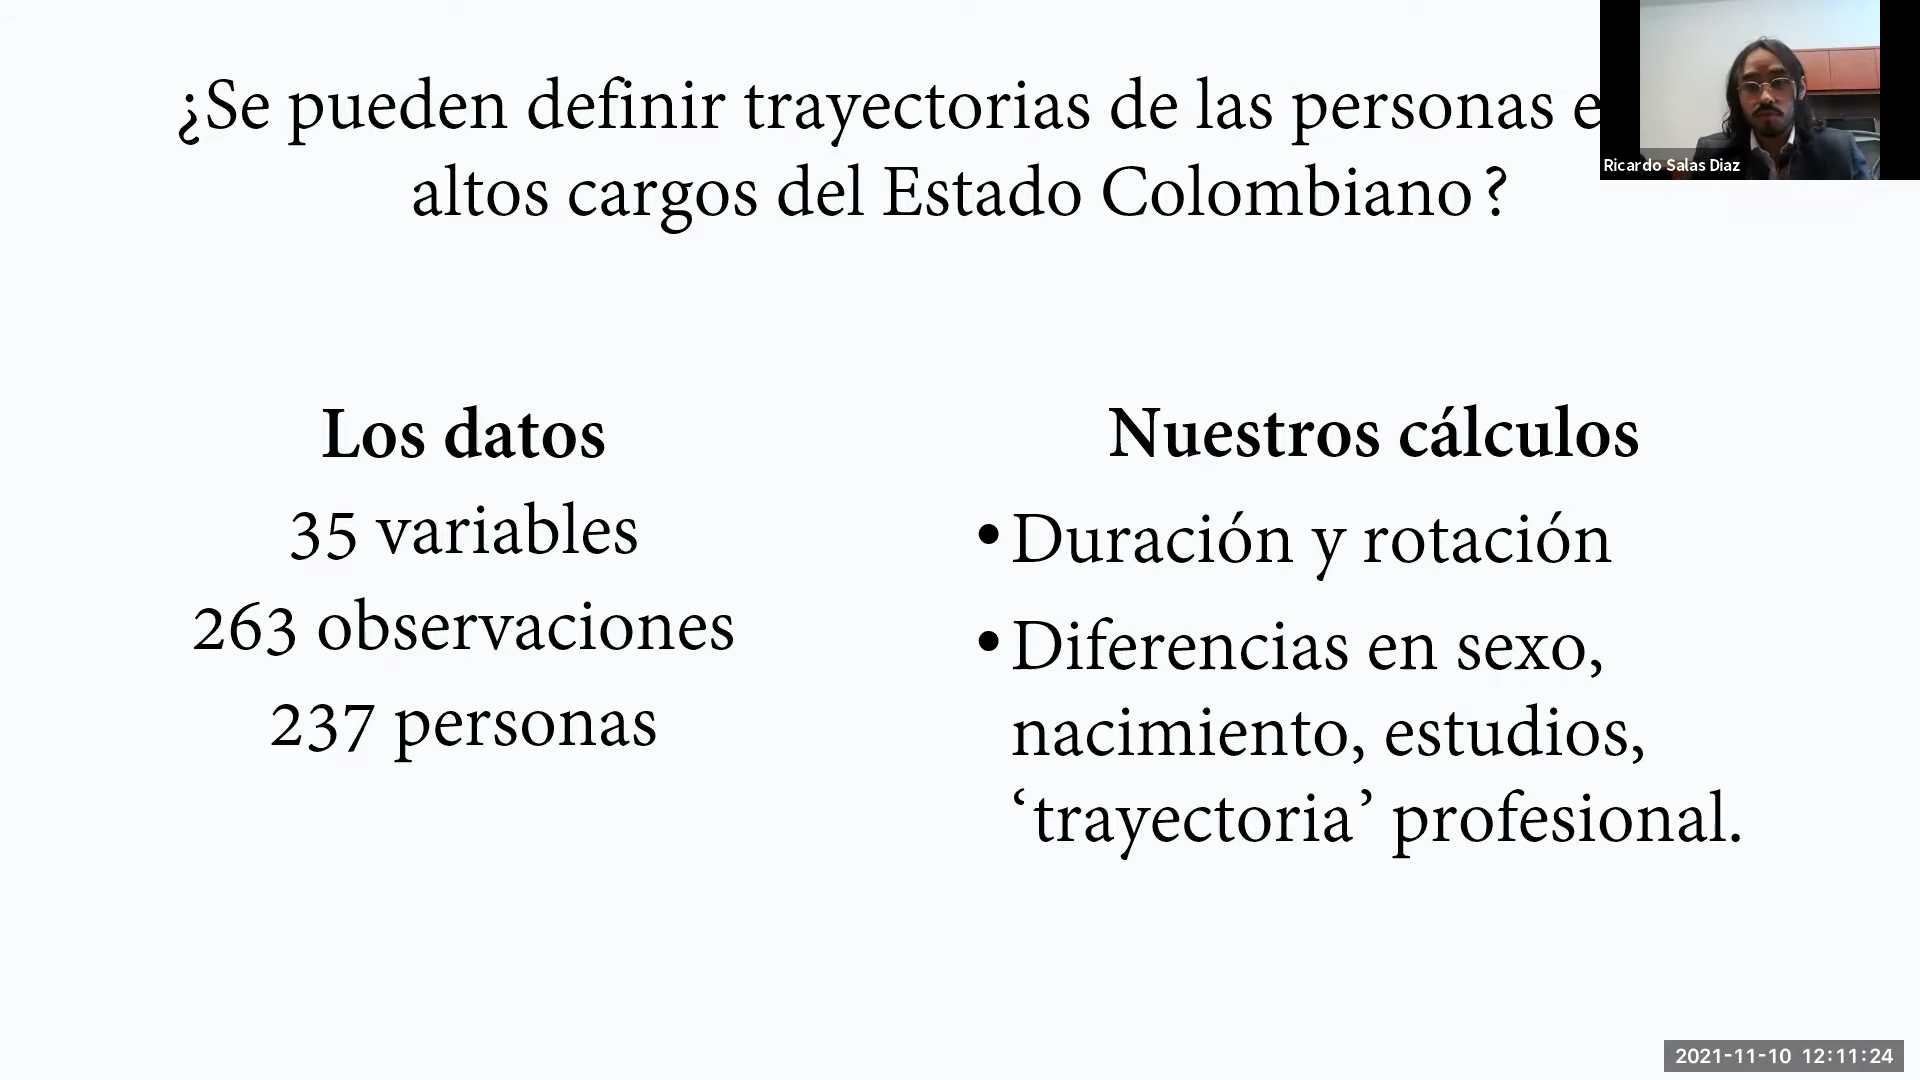 ¿Se pueden definir trayectorias de las personas
altos cargos del Estado Colombiano?
Ricardo Salas Diaz
Los datos
35 variables
263 observaciones
237 personas
Nuestros cálculos
• Duración y rotación
• Diferencias en sexo,
nacimiento, estudios,
‘trayectoria’ profesional.
2021-11-10 12:11:24